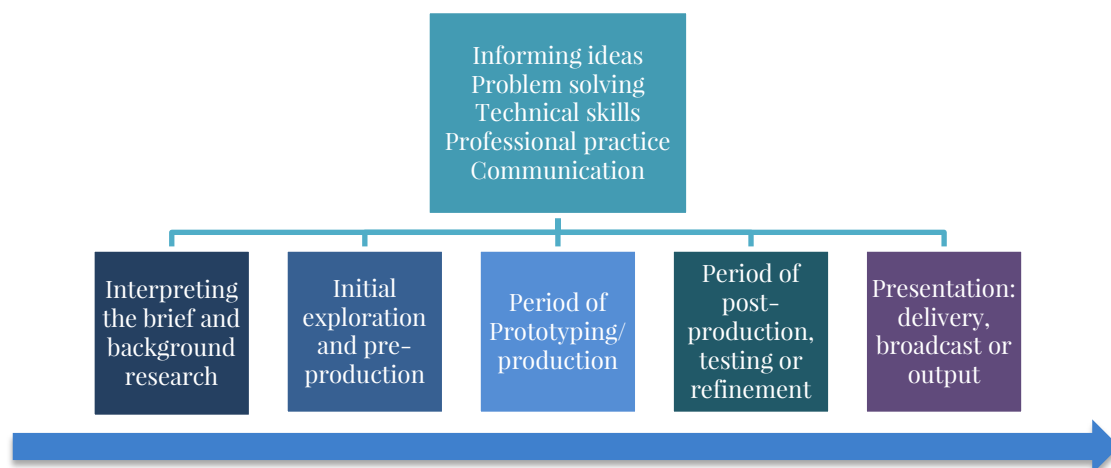 Informing ideas
Problem solving
Technical skills
Professional practice
Communication
Interpreting
the brief and
background
research
Initial
exploration
and pre-
production
Period of
Prototyping/
production
Period of
post-
production,
testing or
refinement
Presentation:
delivery,
broadcast or
output